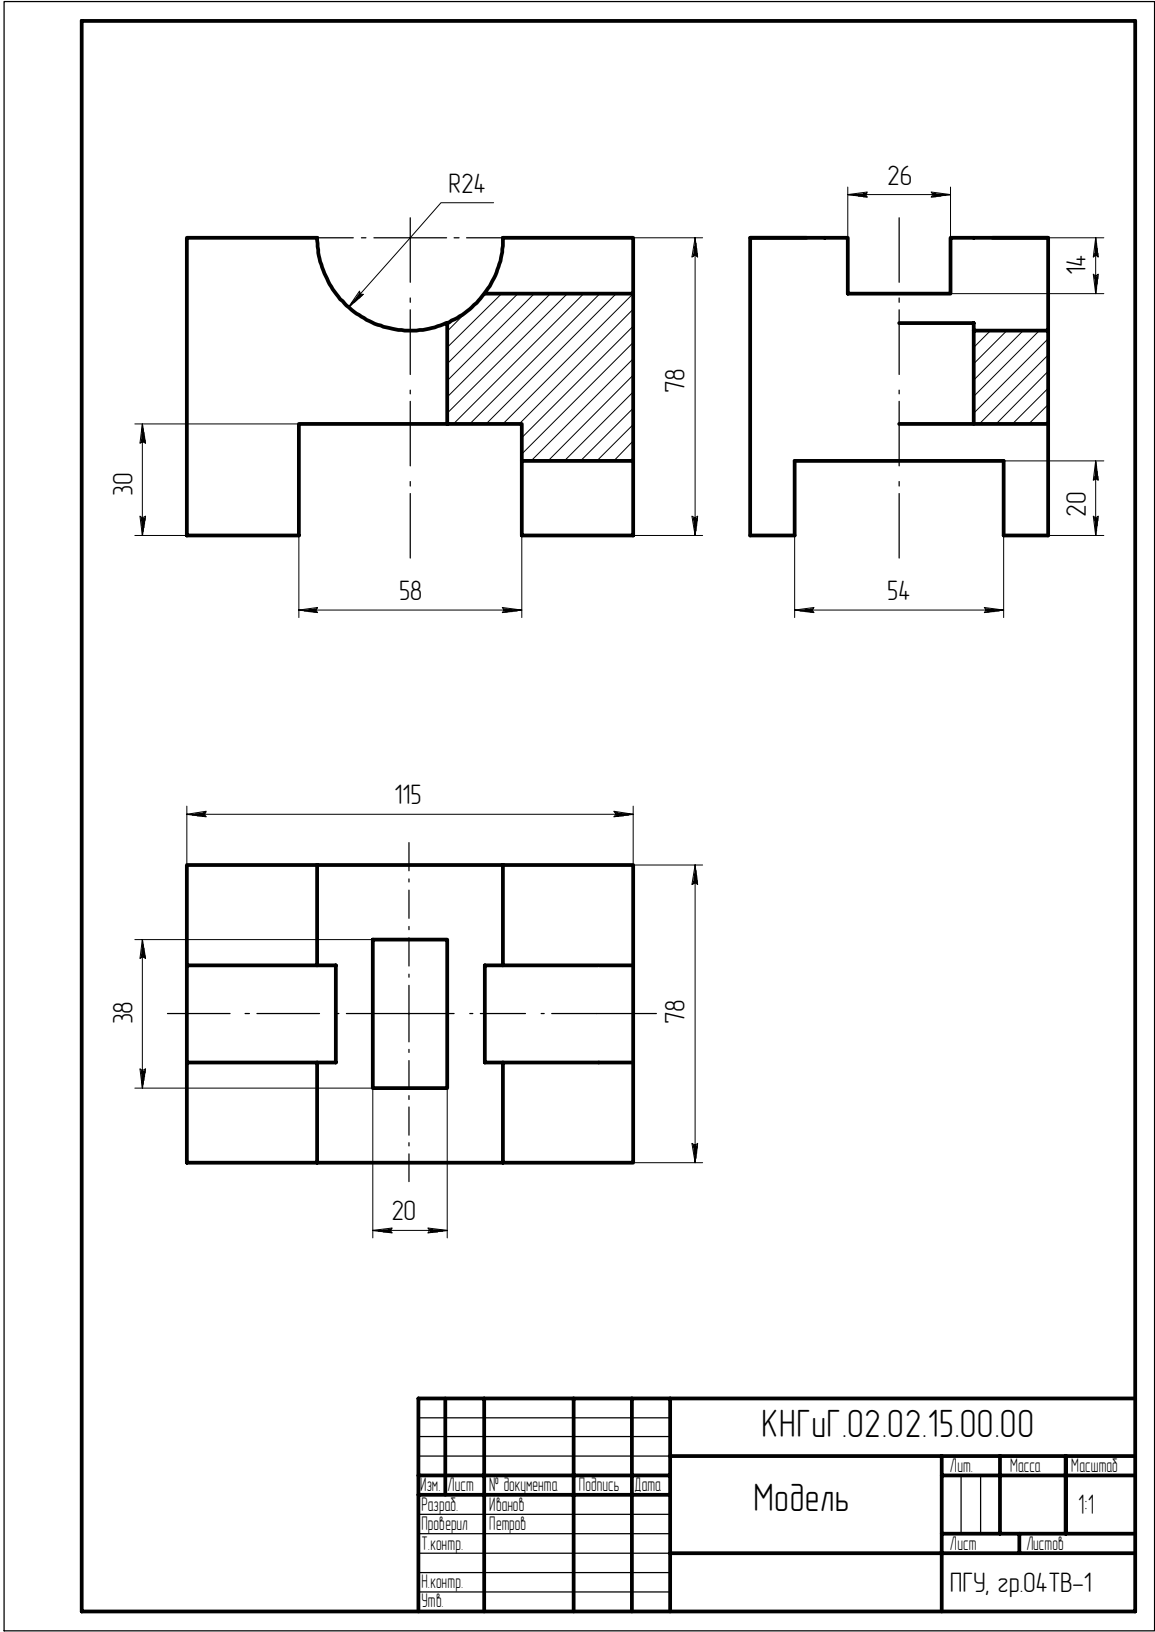 R24
26
14
78
30
20
58
54
115
38
78
20
КНГиГ.02.02.15.00.00
Лит. Масса Масштаб
Изм. Лист № документа Подпись Дата
Модель
1:1
Разраб. Иванов
Проверил Петров
Т.контр.
Лист Листов
Н.контр.
Утв.
ПГУ, гр.04ТВ-1